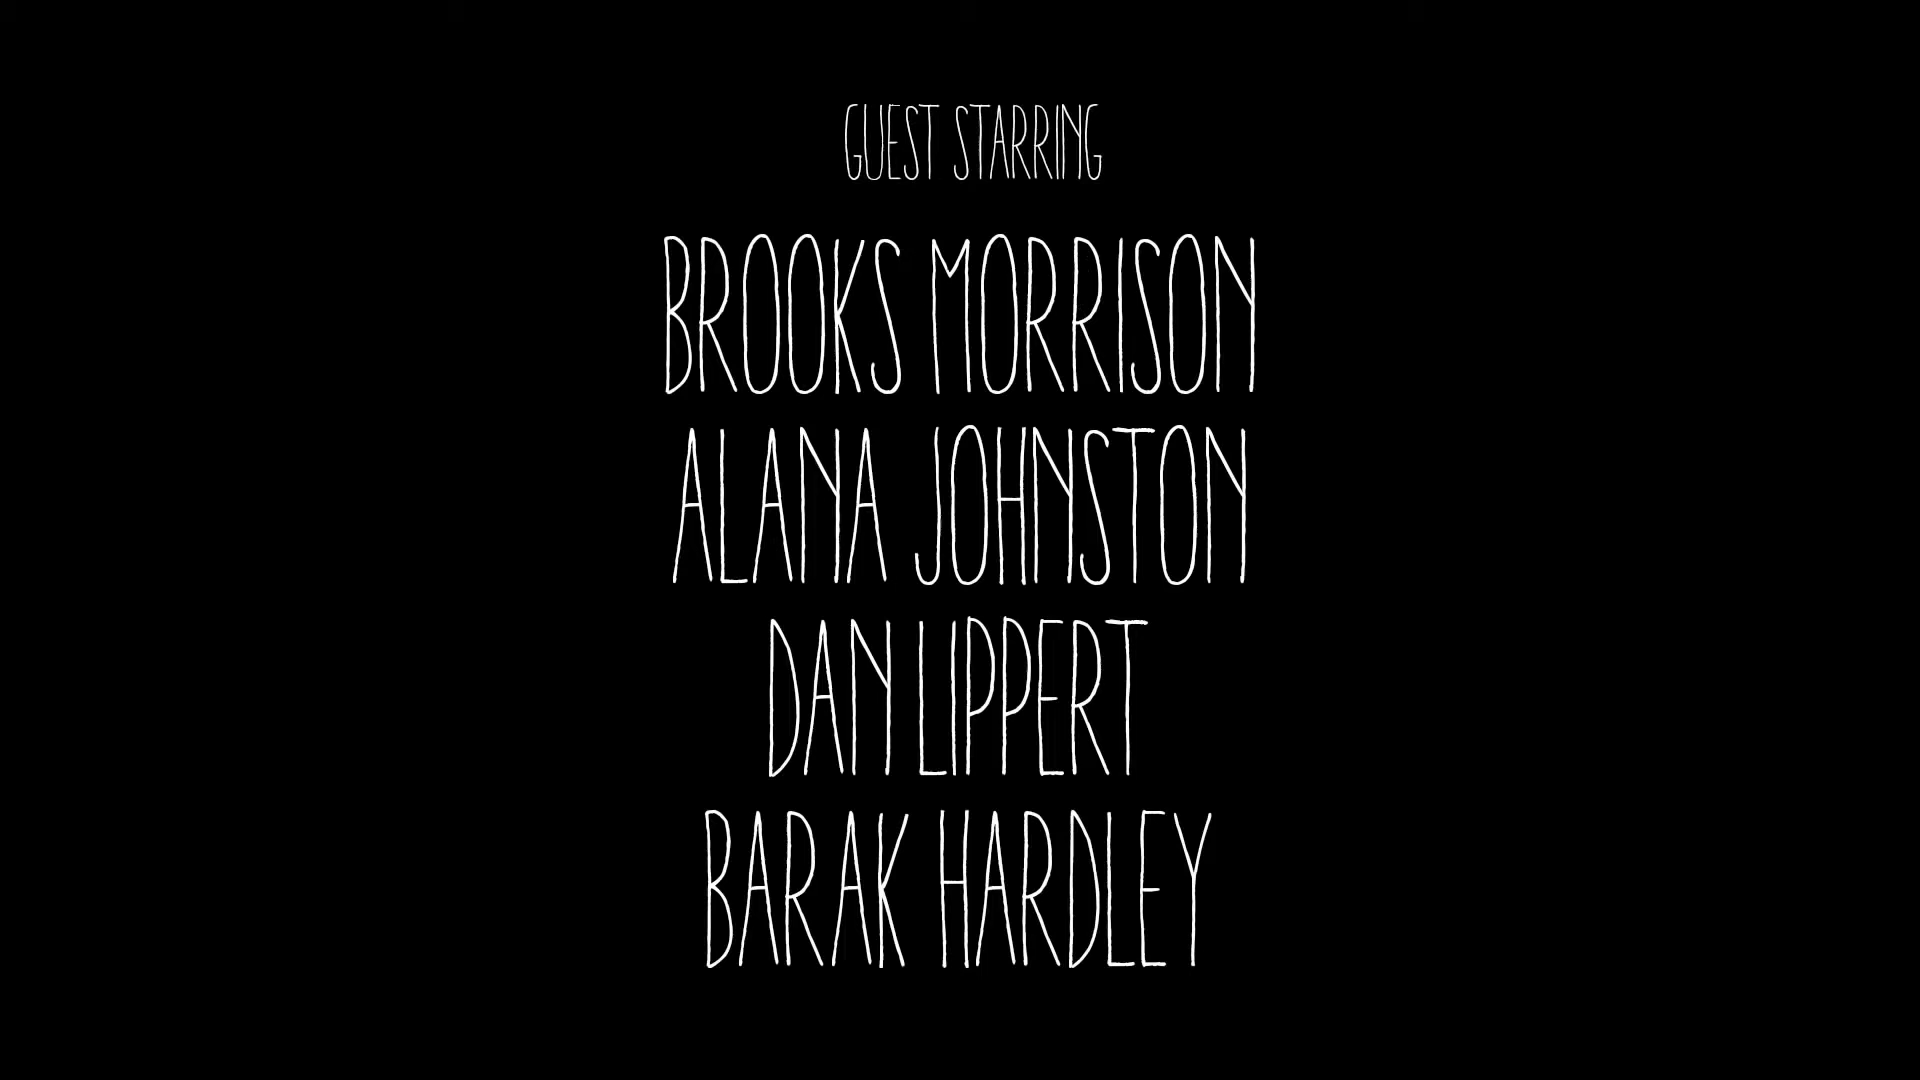 GUEST STARRING
BROOKS MORRISON
ALANA JOHNSTON
DAN LIPPERT
BARAK HARDLEY